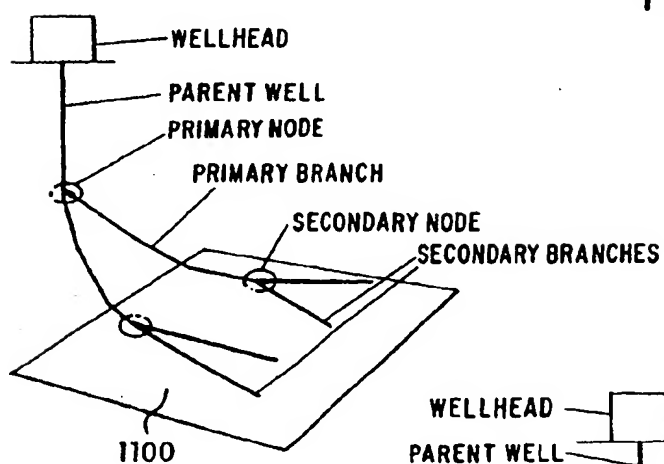 WELLHEAD
PARENT WELL
PRIMARY NODE
PRIMARY BRANCH
SECONDARY NODE
SECONDARY BRANCHES
1100
WELLHEAD
PARENT WELL